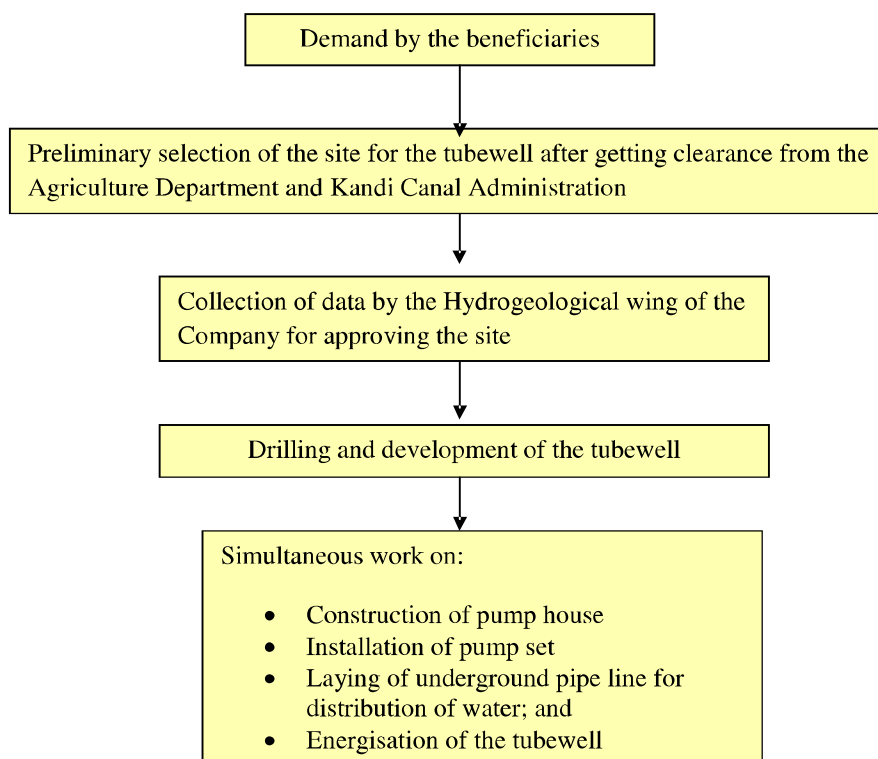 Demand by the beneficiaries
Preliminary selection of the site for the tubewell after getting clearance from the
Agriculture Department and Kandi Canal Administration
Collection of data by the Hydrogeological wing of the
Company for approving the site
Drilling and development of the tubewell
Simultaneous work on:
• Construction of pump house
• Installation of pump set
• Laying of underground pipe line for
distribution of water; and
• Energisation of the tubewell